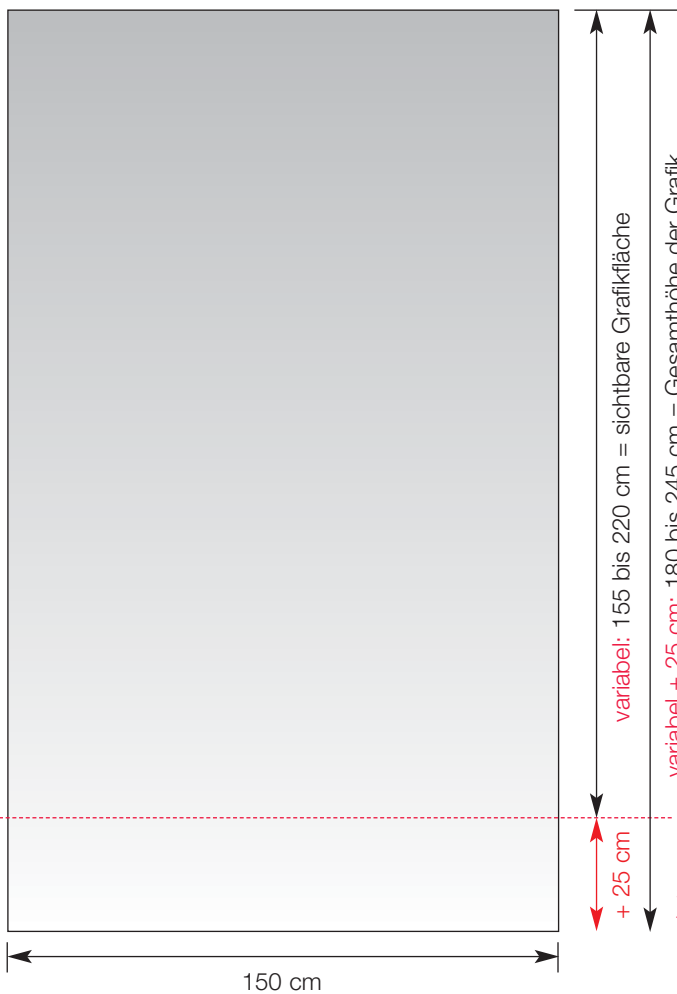 variabel: 155 bis 220 cm = sichtbare Grafikfläche
variabel + 25 cm: 180 bis 245 cm = Gesamthöhe der Grafik
+ 25 cm
150 cm